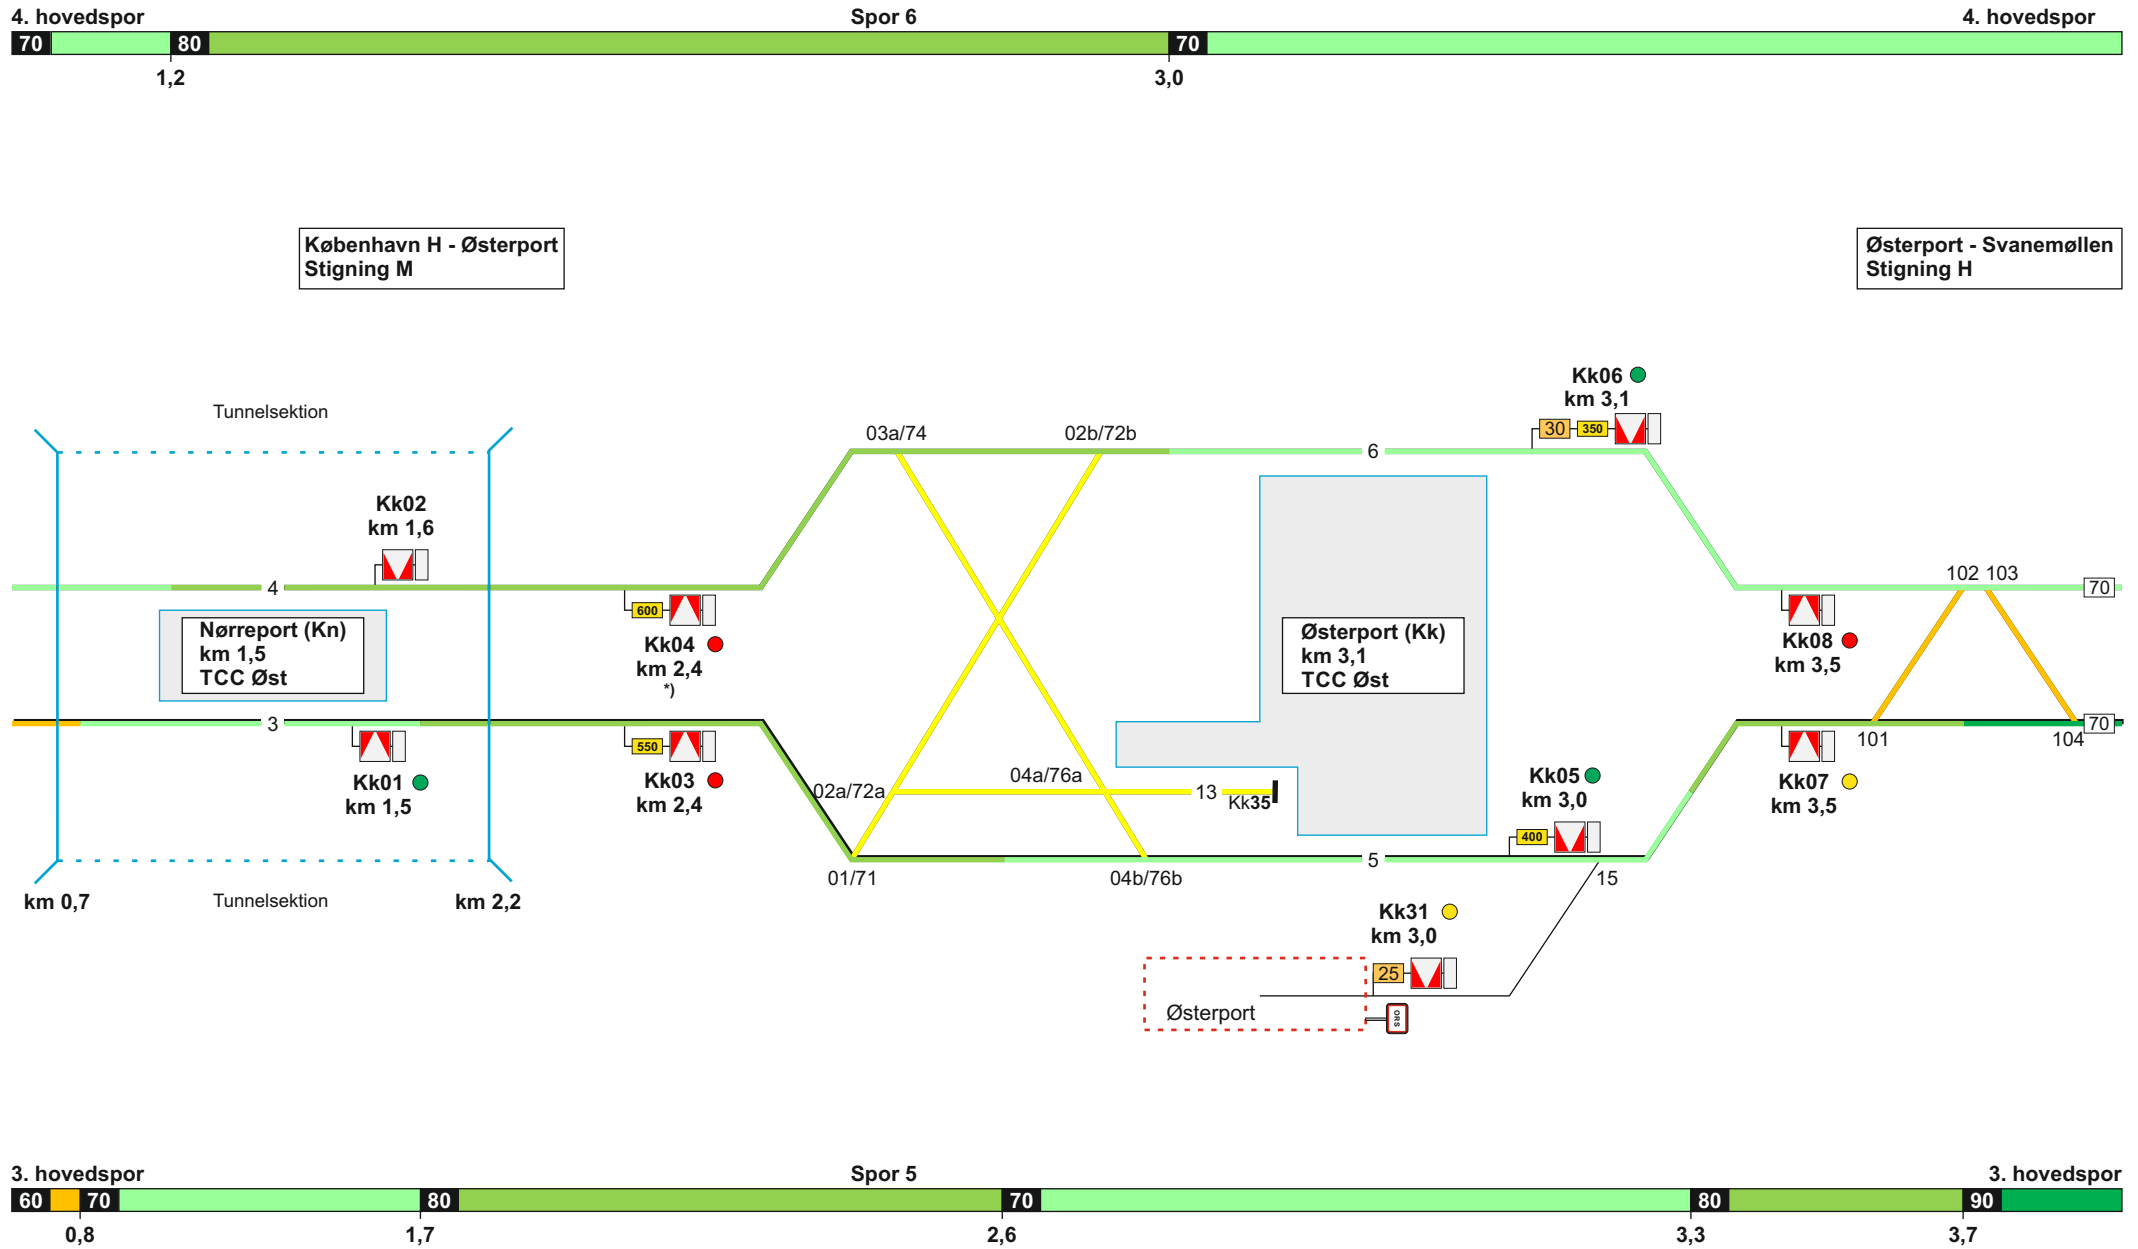 4. hovedspor
Spor 6
4. hovedspor
70
80
70
1,2
3,0
København H - Østerport
Stigning M
Østerport - Svanemøllen
Stigning H
Tunnelsektion
Kk06
km 3,1
30
350
03a/74
02b/72b
6
Kk02
km 1,6
4
102
103
70
600
Kk04
km 2,4
*)
Nørreport (Kn)
km 1,5
TCC Øst
Østerport (Kk)
km 3,1
TCC Øst
Kk08
km 3,5
3
70
550
101
104
Kk01
km 1,5
Kk03
km 2,4
02a/72a
04a/76a
13
Kk35
Kk05
km 3,0
400
Kk07
km 3,5
5
01/71
04b/76b
15
km 0,7
Tunnelsektion
km 2,2
Kk31
km 3,0
25
Østerport
ORS
3. hovedspor
Spor 5
3. hovedspor
60
70
80
70
80
90
0,8
1,7
2,6
3,3
3,7